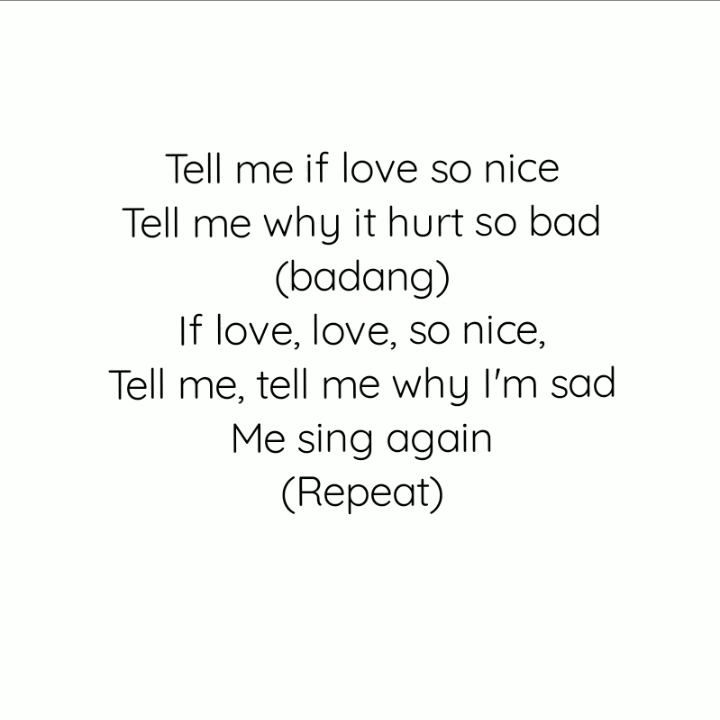 Tell me if love so nice
Tell me why it hurt so bad
(badang)
If love, love, so nice,
Tell me, tell me why I'm sad
Me sing again
(Repeat)